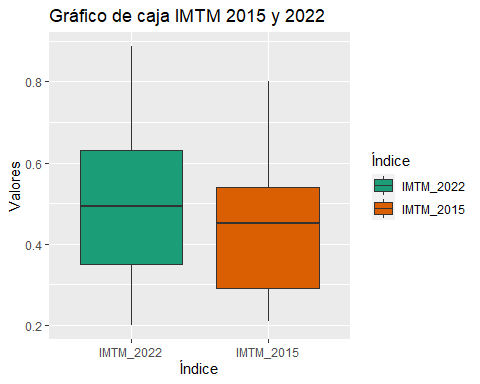 Gráfico de caja IMTM 2015 y 2022
Valores
0.8
0.6
0.4
0.2
IMTM_2022
IMTM_2015
Índice
Índice
IMTM_2022
IMTM_2015